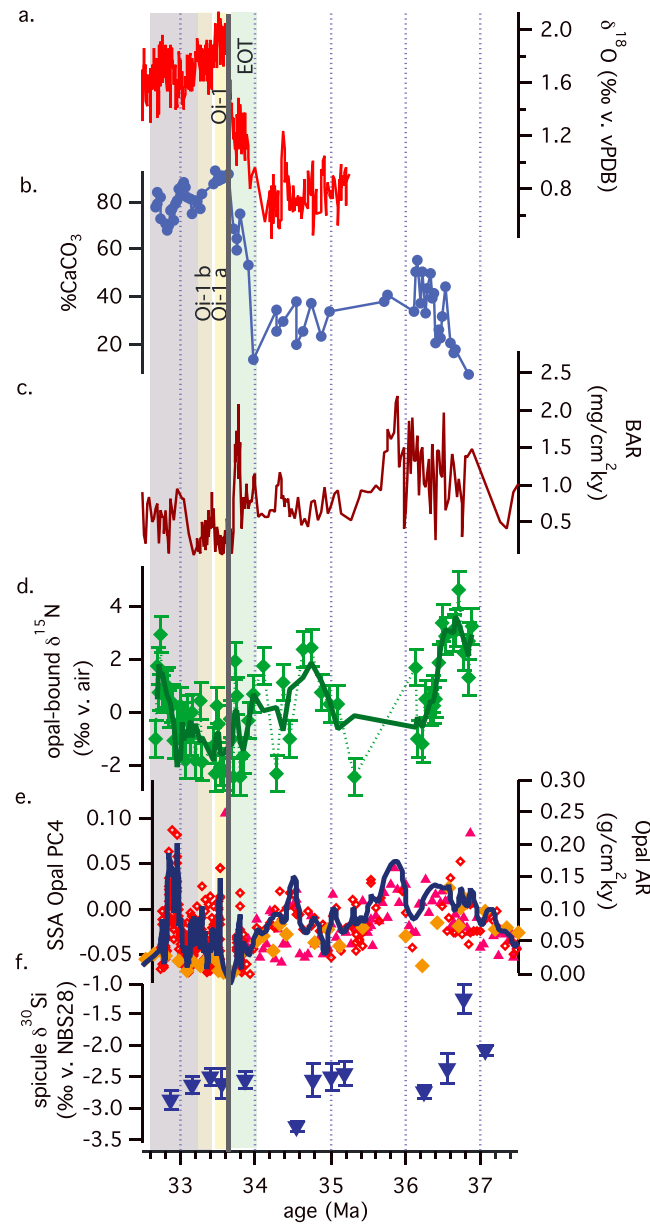 a.
2.0
1.6
1.2
0.8
δ18O (‰ v. vPDB)
EOT
Oi-1
b.
80
60
40
20
%CaCO3
Oi-1 b
Oi-1 a
c.
2.5
2.0
1.5
1.0
0.5
BAR
(mg/cm2ky)
d.
4
2
0
-2
opal-bound δ15N
(‰ v. air)
e.
0.10
0.05
0.00
-0.05
SSA Opal PC4
0.30
0.25
0.20
0.15
0.10
0.05
0.00
Opal AR
(g/cm2ky)
f.
-1.0
-1.5
-2.0
-2.5
-3.0
-3.5
spicule δ30Si
(‰ v. NBS28)
33 34 35 36 37
age (Ma)